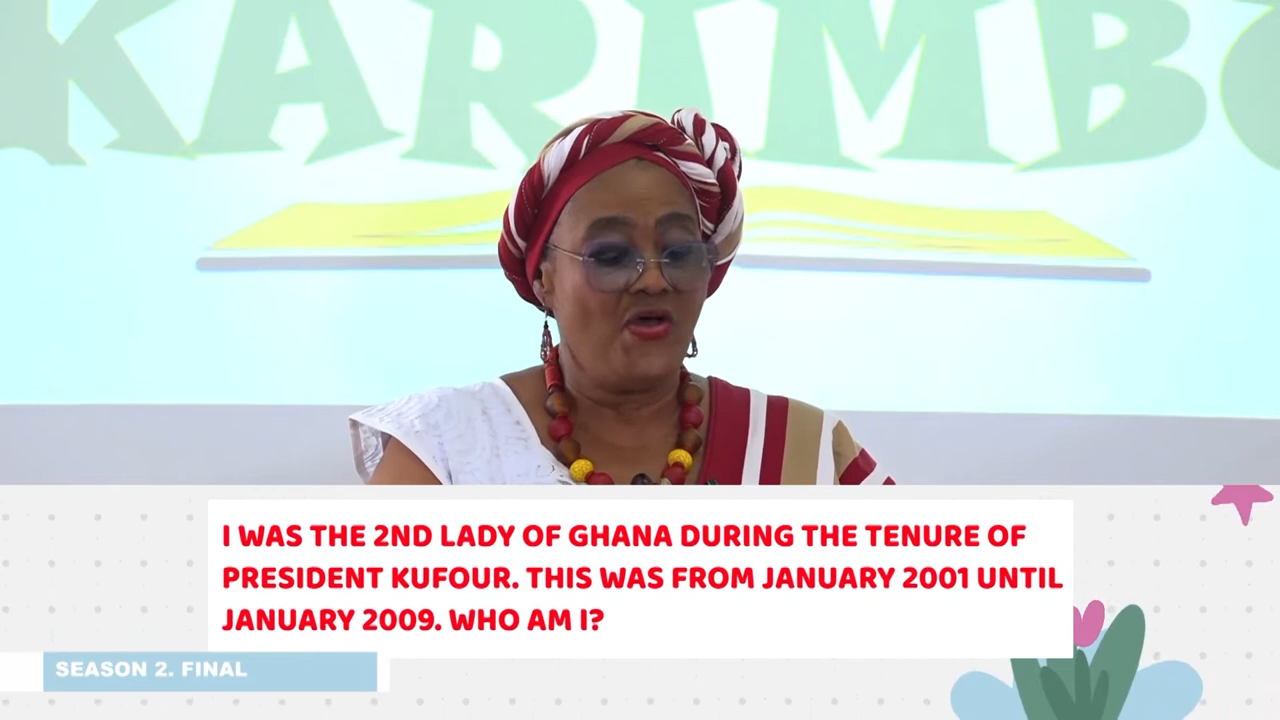 KARIMBO
I WAS THE 2ND LADY OF GHANA DURING THE TENURE OF
PRESIDENT KUFOUR. THIS WAS FROM JANUARY 2001 UNTIL
JANUARY 2009. WHO AM I?
SEASON 2. FINAL